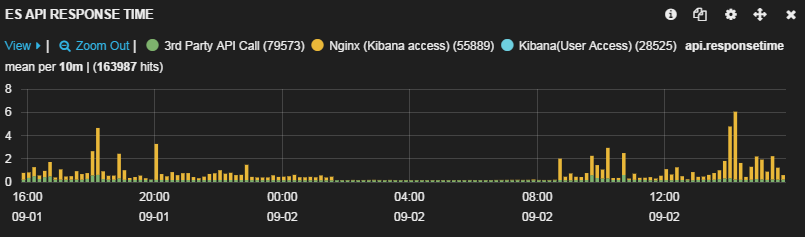 ES API RESPONSE TIME
View | Zoom Out | 3rd Party API Call (79573) Nginx (Kibana access) (55889) Kibana(User Access) (28525) api.responsetime
mean per 10m | (163987 hits)
8
6
4
2
0
16:00 20:00 00:00 04:00 08:00 12:00
09-01 09-01 09-02 09-02 09-02 09-02